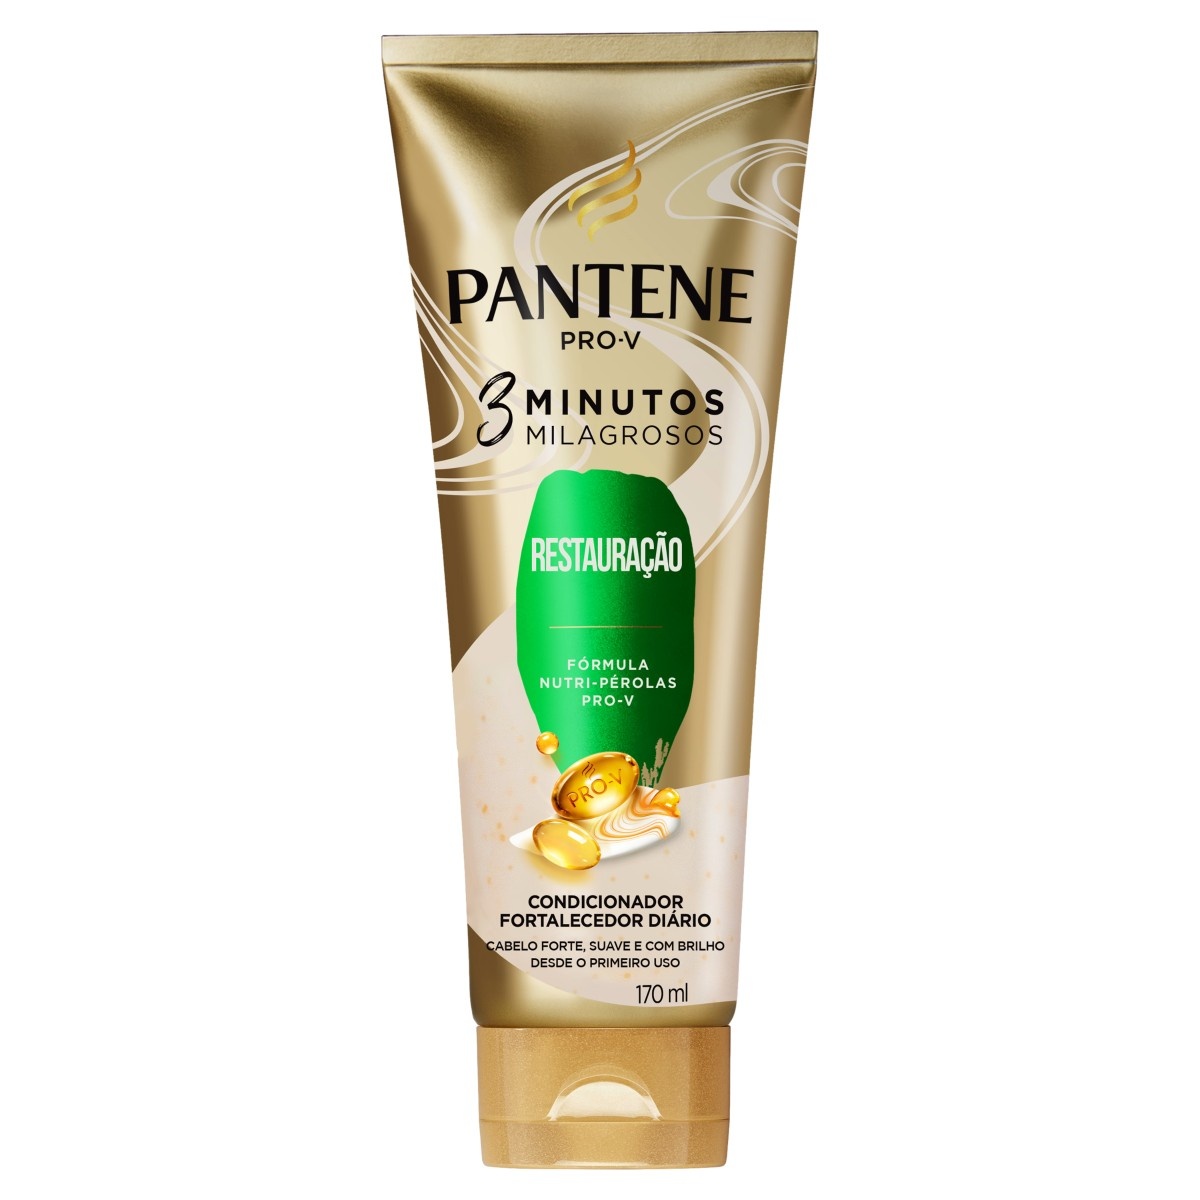 PANTENE
PRO-V
3 MINUTOS
MILAGROSOS
RESTAURAÇÃO
FÓRMULA
NUTRI-PÉROLAS
PRO-V
PRO-V
CONDICIONADOR
FORTALECEDOR DIÁRIO
CABELO FORTE, SUAVE E COM BRILHO
DESDE O PRIMEIRO USO
170 ml